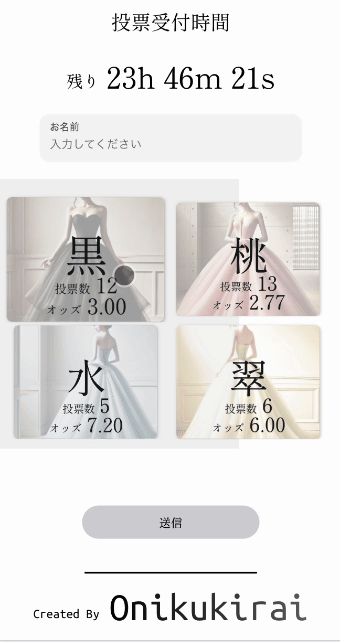 投票受付時間
残り 23h 46m 21s
お名前
入力してください
黒
投票数 12
オッズ 3.00
桃
投票数 13
オッズ 2.77
水
投票数 5
オッズ 7.20
翠
投票数 6
オッズ 6.00
送信
Created By Onikukirai